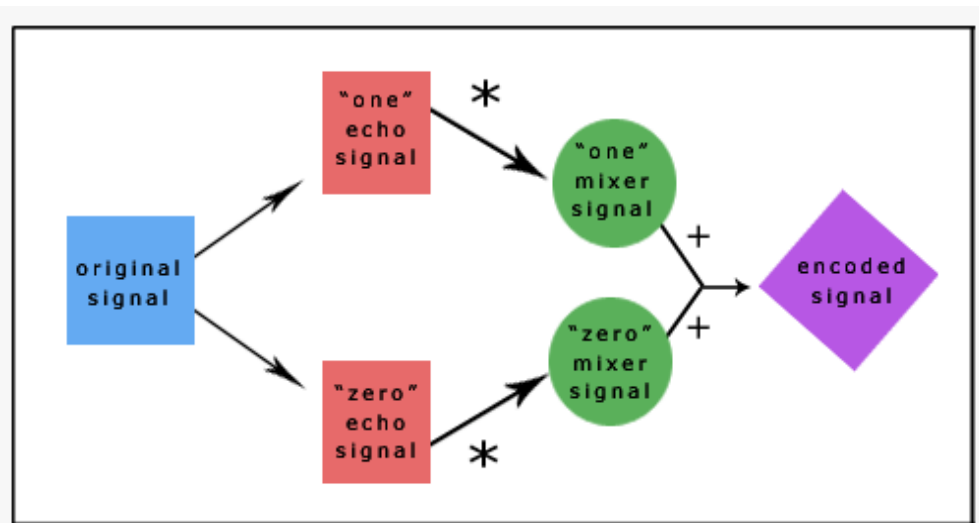 original
signal
“one”
echo
signal
*
“one”
mixer
signal
+
“zero”
echo
signal
*
“zero”
mixer
signal
+
encoded
signal